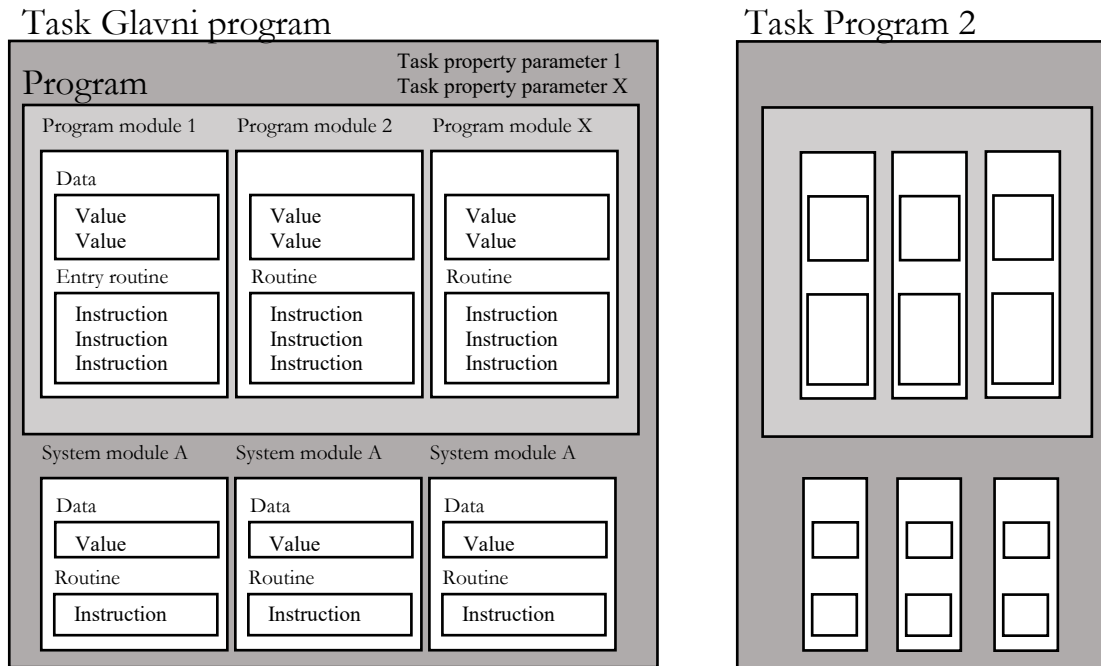 Task Glavni program
Task Program 2
Task property parameter 1
Task property parameter X
Program
Program module 1
Program module 2
Program module X
Data
Value
Value
Value
Value
Value
Value
Entry routine
Routine
Routine
Instruction
Instruction
Instruction
Instruction
Instruction
Instruction
Instruction
Instruction
Instruction
System module A
System module A
System module A
Data
Data
Data
Value
Value
Value
Routine
Routine
Routine
Instruction
Instruction
Instruction